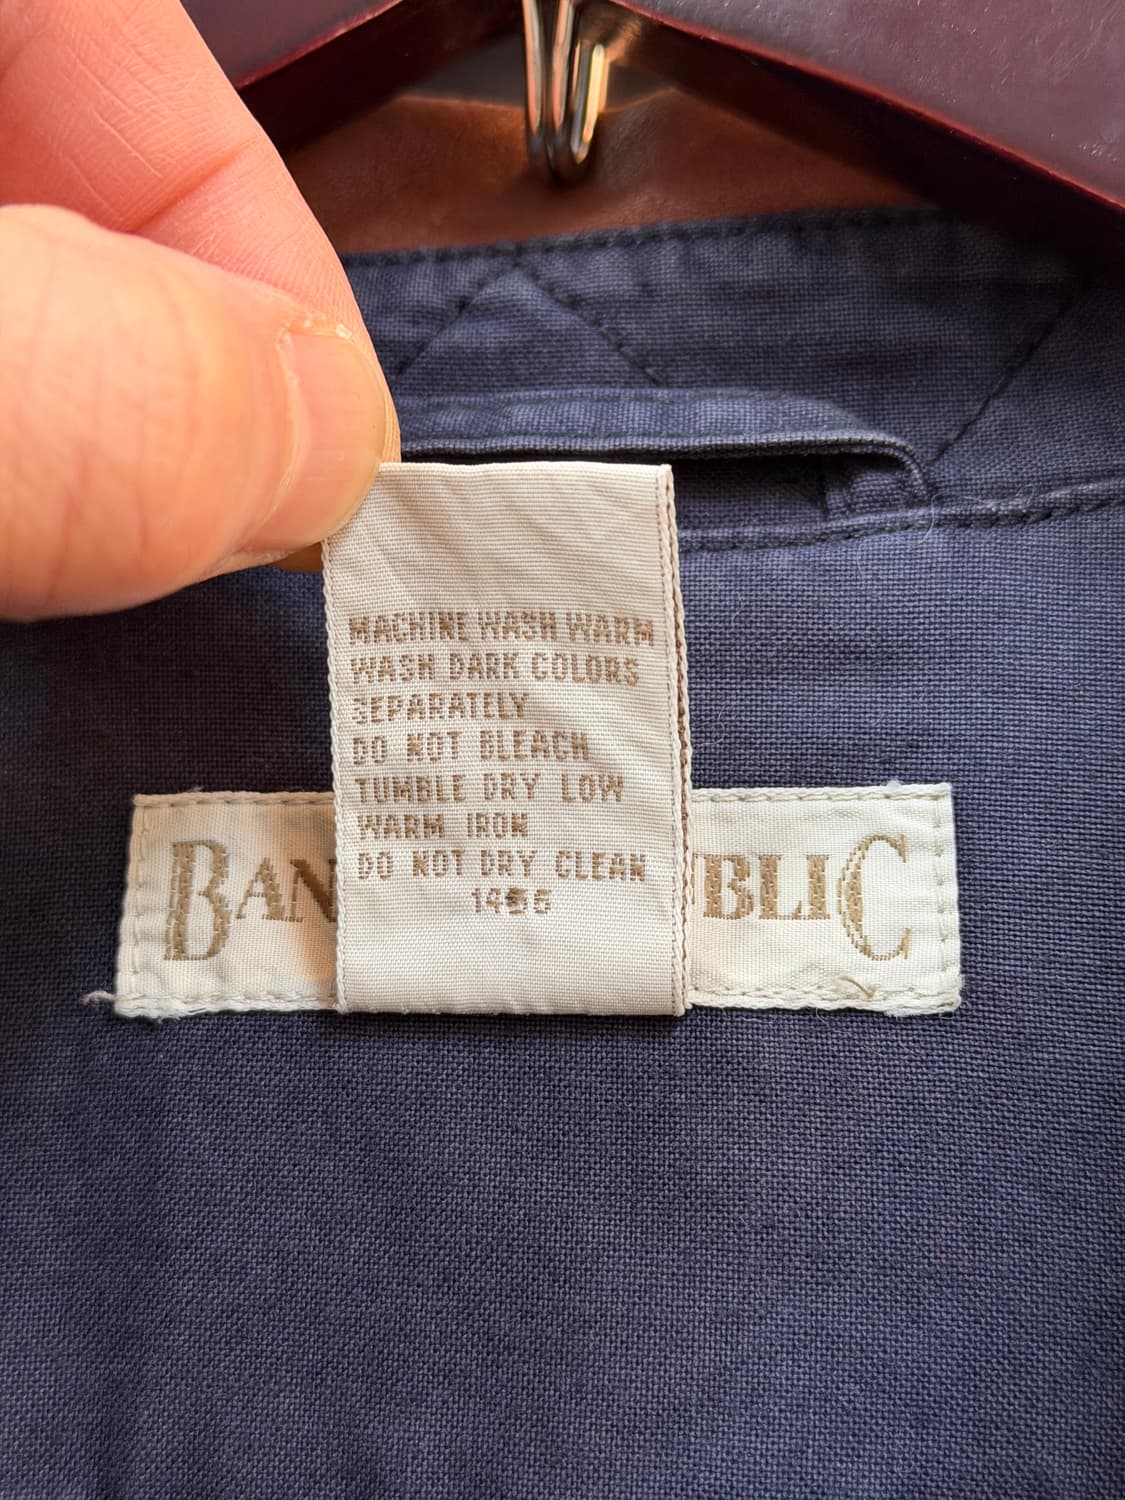 MACHINE WASH WARM
WASH DARK COLORS
SEPARATELY
DO NOT BLEACH
TUMBLE DRY LOW
WARM IRON
DO NOT DRY CLEAN
BAN BLIC